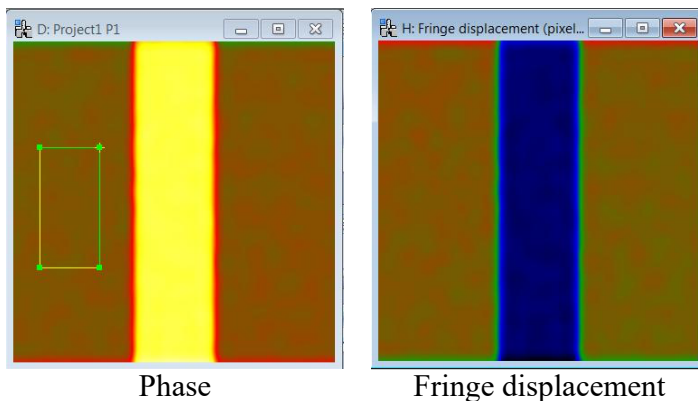 D: Project1 P1
H: Fringe displacement (pixel...
Phase
Fringe displacement